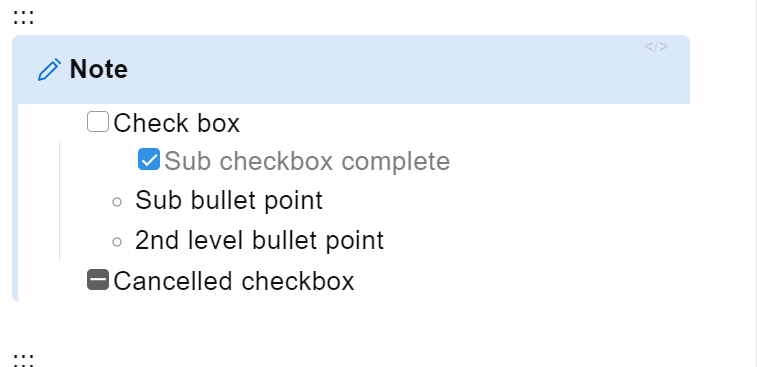 :::
</>
Note
Check box
Sub checkbox complete
Sub bullet point
2nd level bullet point
Cancelled checkbox
:::